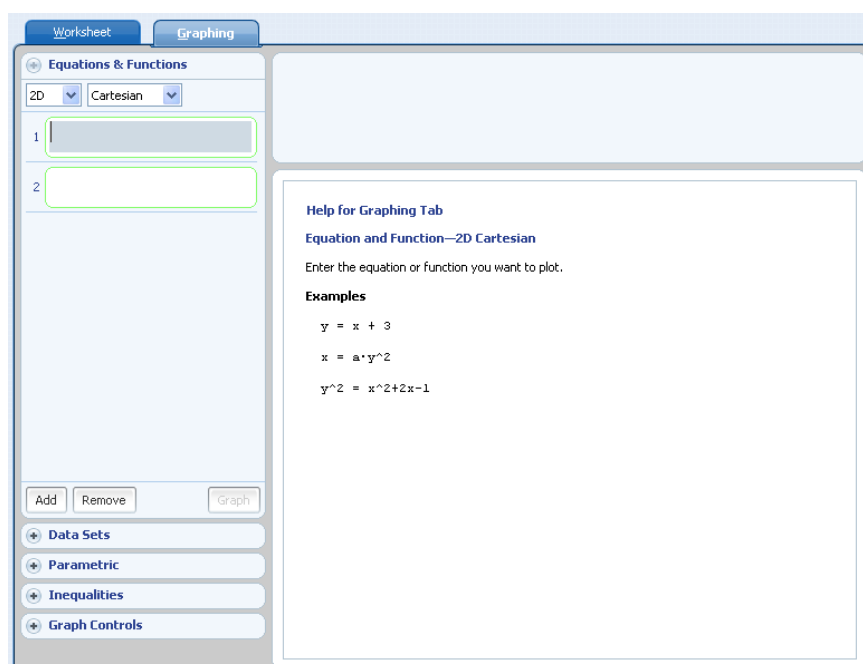 Worksheet
Graphing
Equations & Functions
2D
Cartesian
1
2
Add
Remove
Graph
Data Sets
Parametric
Inequalities
Graph Controls
Help for Graphing Tab
Equation and Function—2D Cartesian
Enter the equation or function you want to plot.
Examples
y = x + 3
x = a·y^2
y^2 = x^2+2x-1